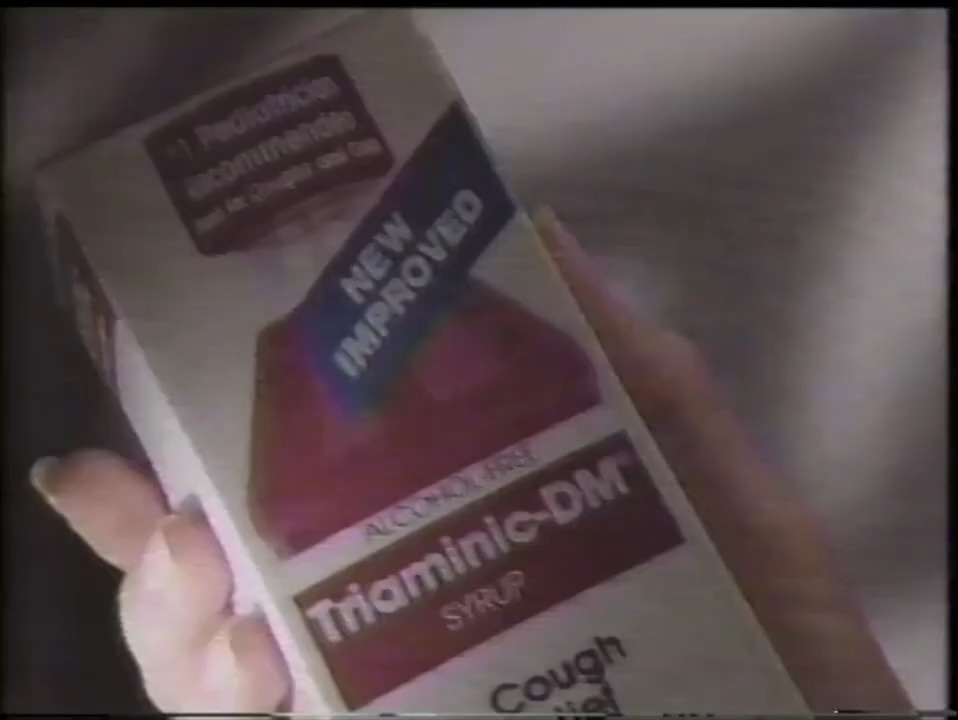 #1 Pediatrician
Recommended
NEW
IMPROVED
ALCOHOL-FREE
Triaminic-DM
SYRUP
Cough